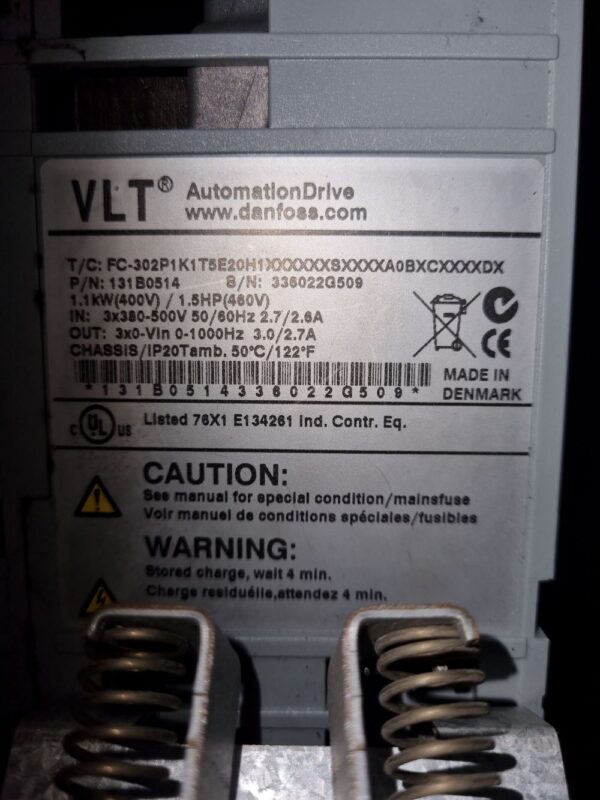 VLT® AutomationDrive
www.danfoss.com
T/C: FC-302P1K1T5E20H1XXXXXXSXXXXA0BXCXXXXDX
P/N: 131B0514 S/N: 336022G509
1.1kW(400V) / 1.5HP(460V)
IN: 3x380-500V 50/60Hz 2.7/2.6A
OUT: 3x0-Vin 0-1000Hz 3.0/2.7A
CHASSIS/IP20Tamb. 50°C/122°F
*131B0514336022G509*
MADE IN
DENMARK
c UL us Listed 76X1 E134261 Ind. Contr. Eq.
CAUTION:
See manual for special condition/mainsfuse
Voir manuel de conditions spéciales/fusibles
WARNING:
Stored charge, wait 4 min.
Charge residuélle,attendez 4 min.